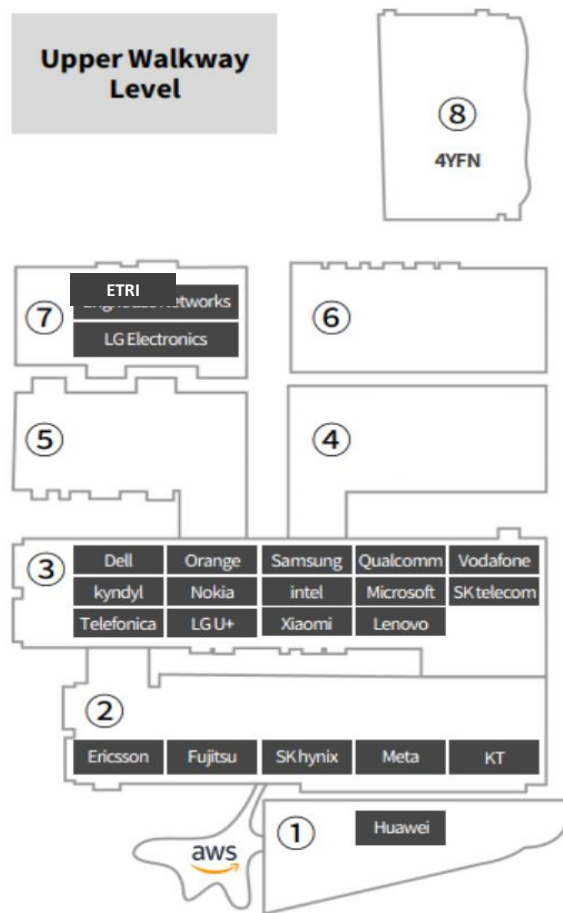 Upper Walkway
Level
⑧
4YFN
ETRI
Networks
⑦
LG Electronics
⑥
⑤
④
③
Dell Orange Samsung Qualcomm Vodafone
kyndyl Nokia intel Microsoft SK telecom
Telefonica LG U+ Xiaomi Lenovo
②
Ericsson Fujitsu SK hynix Meta KT
①
Huawei
aws